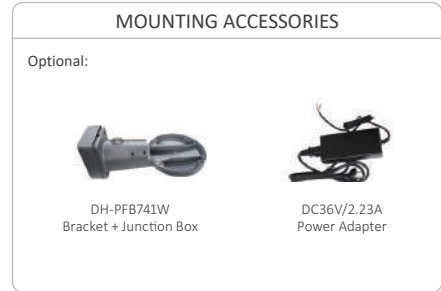 MOUNTING ACCESSORIES
Optional:
DH-PFB741W
Bracket + Junction Box
DC36V/2.23A
Power Adapter